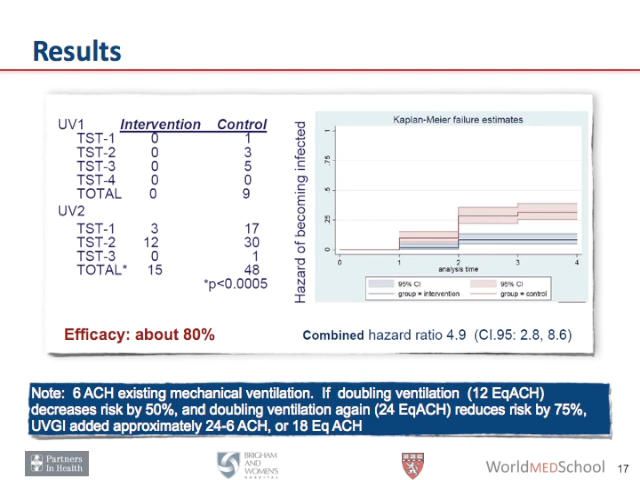 Results
UV1 Intervention Control
TST-1 0 1
TST-2 0 3
TST-3 0 5
TST-4 0 0
TOTAL 0 9
UV2
TST-1 3 17
TST-2 12 30
TST-3 0 1
TOTAL* 15 48
*p<0.0005
Efficacy: about 80%
Hazard of becoming infected
Kaplan-Meier failure estimates
1
.75
.5
.25
0
0 1 2 3 4
analysis time
95% CI 95% CI
group = intervention group = control
Combined hazard ratio 4.9 (CI.95: 2.8, 8.6)
Note: 6 ACH existing mechanical ventilation. If doubling ventilation (12 EqACH)
decreases risk by 50%, and doubling ventilation again (24 EqACH) reduces risk by 75%,
UVGI added approximately 24-6 ACH, or 18 Eq ACH
Partners
In Health
BRIGHAM
AND
WOMEN'S
HOSPITAL
WorldMEDSchool
17